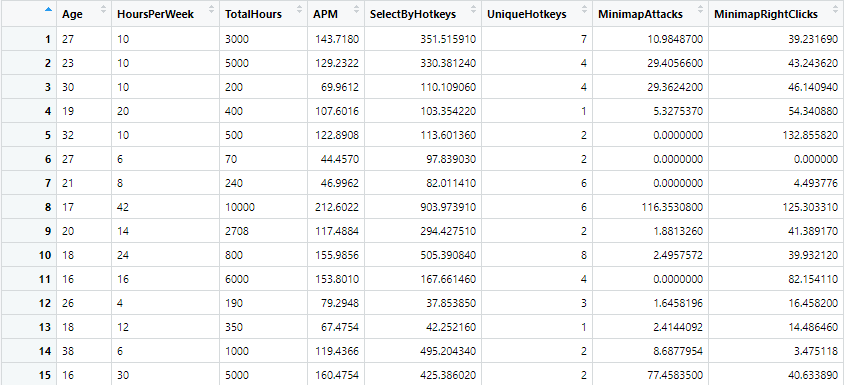 Age HoursPerWeek TotalHours APM SelectByHotkeys UniqueHotkeys MinimapAttacks MinimapRightClicks
1 27 10 3000 143.7180 351.515910 7 10.9848700 39.231690
2 23 10 5000 129.2322 330.381240 4 29.4056600 43.243620
3 30 10 200 69.9612 110.109060 4 29.3624200 46.140940
4 19 20 400 107.6016 103.354220 1 5.3275370 54.340880
5 32 10 500 122.8908 113.601360 2 0.0000000 132.855820
6 27 6 70 44.4570 97.839030 2 0.0000000 0.000000
7 21 8 240 46.9962 82.011410 6 0.0000000 4.493776
8 17 42 10000 212.6022 903.973910 6 116.3530800 125.303310
9 20 14 2708 117.4884 294.427510 2 1.8813260 41.389170
10 18 24 800 155.9856 505.390840 8 2.4957572 39.932120
11 16 16 6000 153.8010 167.661460 4 0.0000000 82.154110
12 26 4 190 79.2948 37.853850 3 1.6458196 16.458200
13 18 12 350 67.4754 42.252160 1 2.4144092 14.486460
14 38 6 1000 119.4366 495.204340 2 8.6877954 3.475118
15 16 30 5000 160.4754 425.386020 2 77.4583500 40.633890